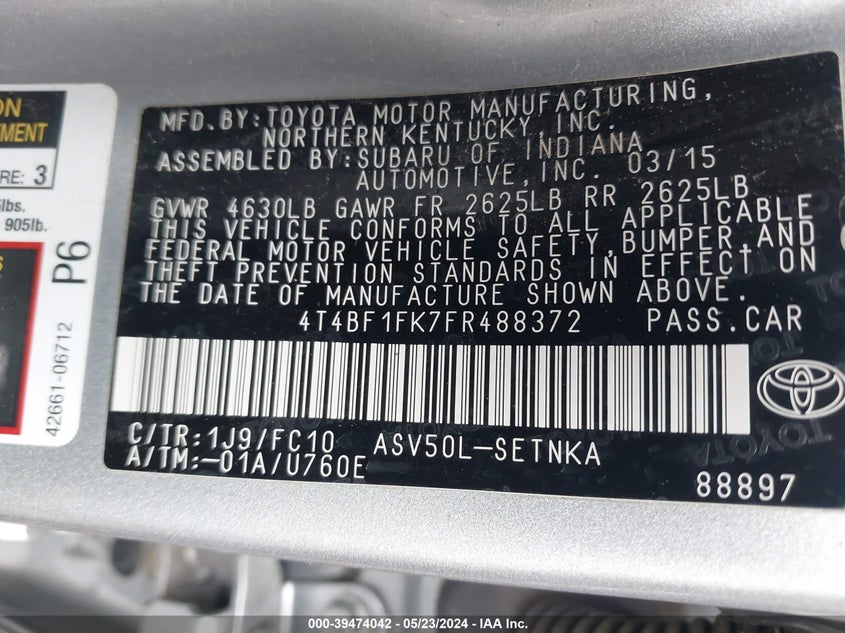 ON
TMENT
RE: 3
lbs.
905lb.
S
P6
42661-06712
MFD.BY:TOYOTA MOTOR MANUFACTURING,
NORTHERN KENTUCKY,INC.
ASSEMBLED BY:SUBARU OF INDIANA
AUTOMOTIVE,INC. 03/15
GVWR 4630LB GAWR FR 2625LB RR 2625LB
THIS VEHICLE CONFORMS TO ALL APPLICABLE
FEDERAL MOTOR VEHICLE SAFETY,BUMPER,AND
THEFT PREVENTION STANDARDS IN EFFECT ON
THE DATE OF MANUFACTURE SHOWN ABOVE.
4T4BF1FK7FR488372 PASS.CAR
C/TR:1J9/FC10 ASV50L-SETNKA
A/TM:-01A/U760E
88897
000-39474042 - 05/23/2024 - IAA Inc.